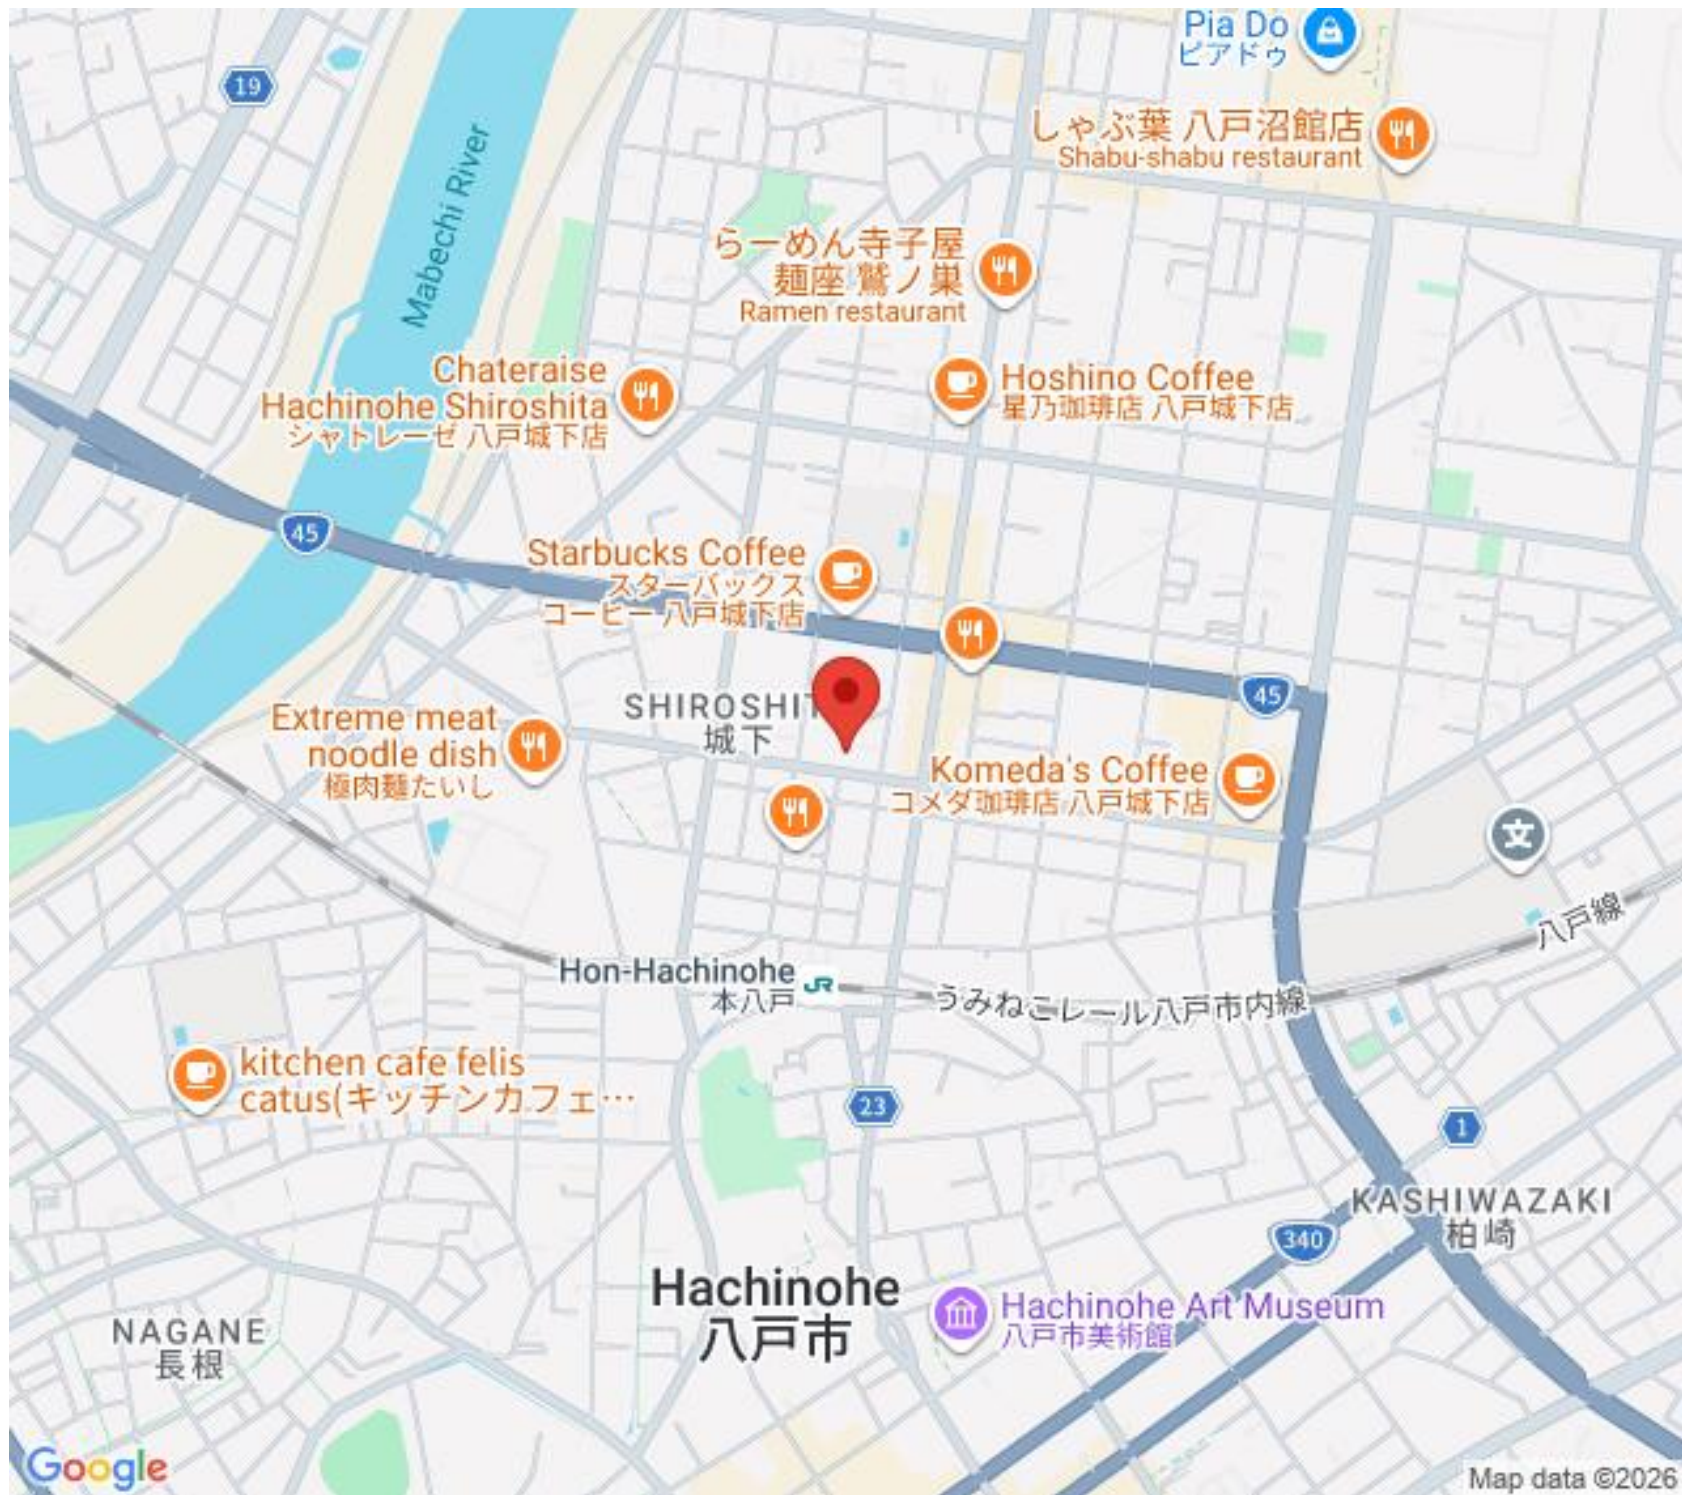 Pia Do
ピアドゥ
19
しゃぶ葉 八戸沼館店
Shabu-shabu restaurant
Mabechi River
らーめん寺子屋
麺座 鷲ノ巣
Ramen restaurant
Chateraise
Hachinohe Shiroshita
シャトレーゼ 八戸城下店
Hoshino Coffee
星乃珈琲店 八戸城下店
45
Starbucks Coffee
スターバックス
コーヒー 八戸城下店
45
SHIROSHIT
城下
Extreme meat
noodle dish
極肉麺たいし
Komeda's Coffee
コメダ珈琲店 八戸城下店
文
八戸線
Hon-Hachinohe
本八戸
JR
うみねこレール八戸市内線
kitchen cafe felis
catus(キッチンカフェ…
23
1
KASHIWAZAKI
柏崎
340
Hachinohe
八戸市
Hachinohe Art Museum
八戸市美術館
NAGANE
長根
Google
Map data ©2026